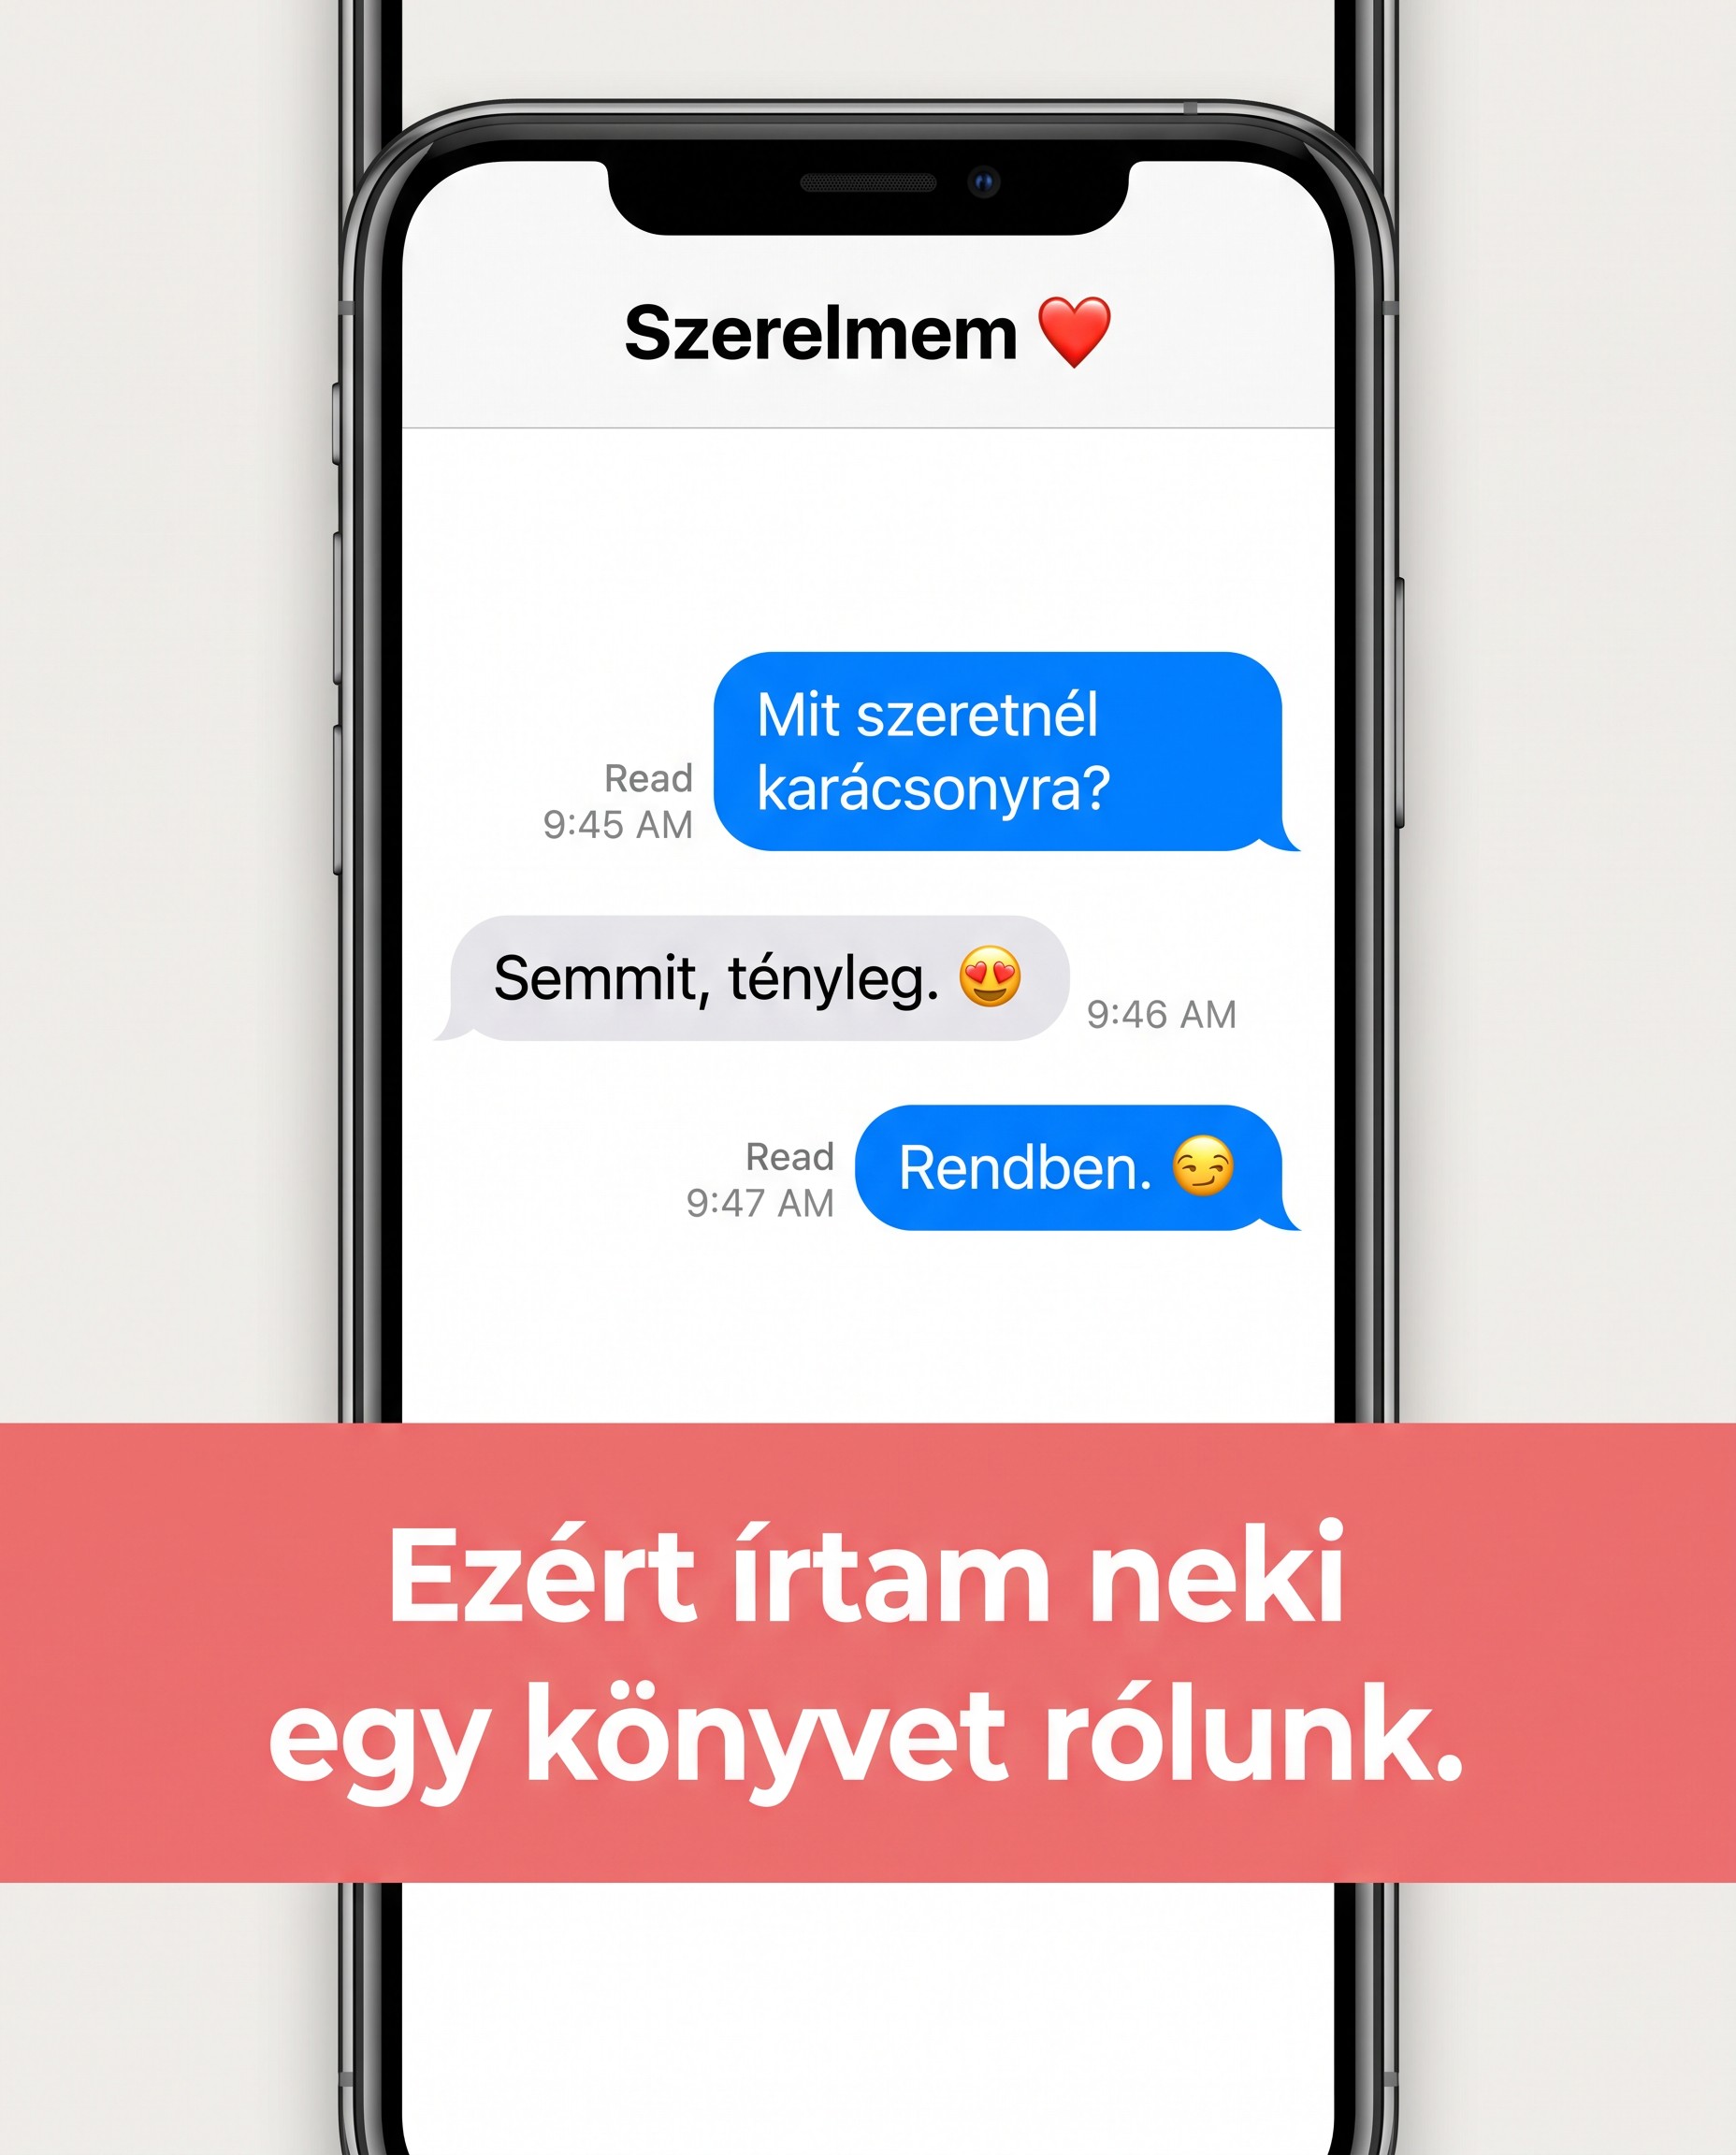 Szerelmem ❤️
Mit szeretnél
karácsonyra?
Read
9:45 AM
Semmit, tényleg. 😍
9:46 AM
Read
9:47 AM
Rendben. 😏
Ezért írtam neki
egy könyvet rólunk.